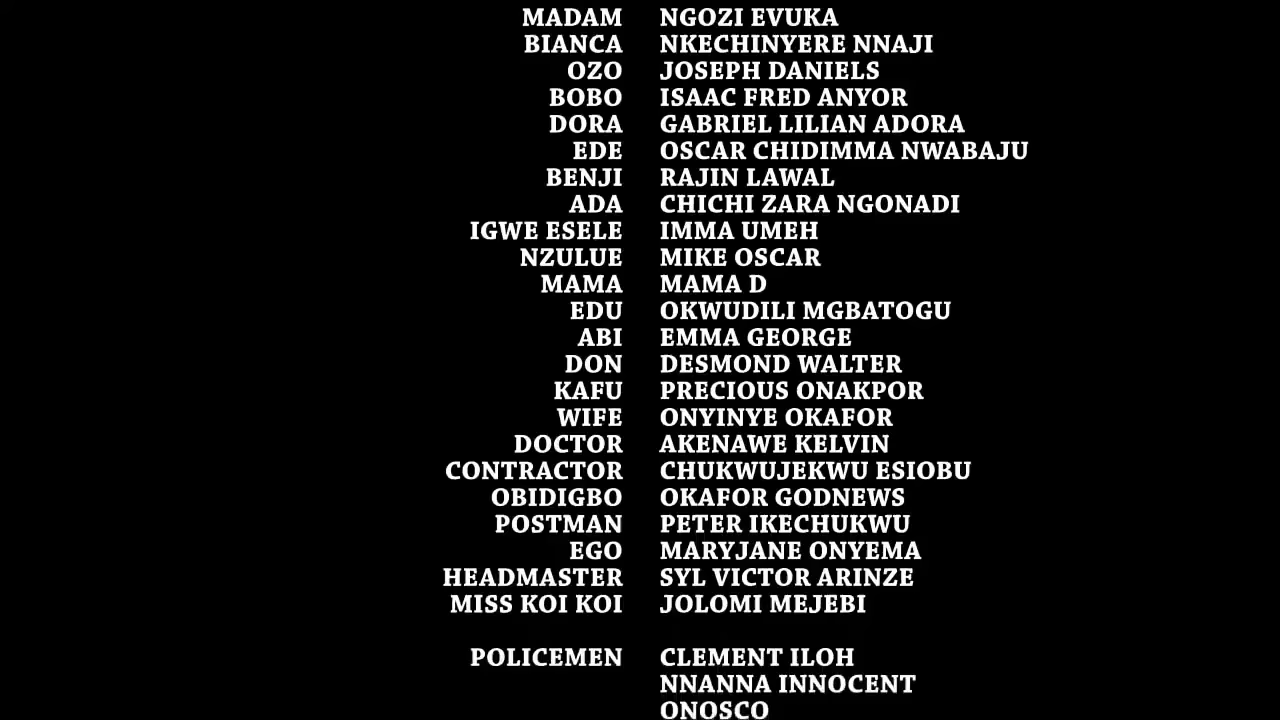 MADAM NGOZI EVUKA
BIANCA NKECHINYERE NNAJI
OZO JOSEPH DANIELS
BOBO ISAAC FRED ANYOR
DORA GABRIEL LILIAN ADORA
EDE OSCAR CHIDIMMA NWABAJU
BENJI RAJIN LAWAL
ADA CHICHI ZARA NGONADI
IGWE ESELE IMMA UMEH
NZULUE MIKE OSCAR
MAMA MAMA D
EDU OKWUDILI MGBATOGU
ABI EMMA GEORGE
DON DESMOND WALTER
KAFU PRECIOUS ONAKPOR
WIFE ONYINYE OKAFOR
DOCTOR AKENAWE KELVIN
CONTRACTOR CHUKWUJEKWU ESIOBU
OBIDIGBO OKAFOR GODNEWS
POSTMAN PETER IKECHUKWU
EGO MARYJANE ONYEMA
HEADMASTER SYL VICTOR ARINZE
MISS KOI KOI JOLOMI MEJEBI
POLICEMEN CLEMENT ILOH
NNANNA INNOCENT
ONOSCO